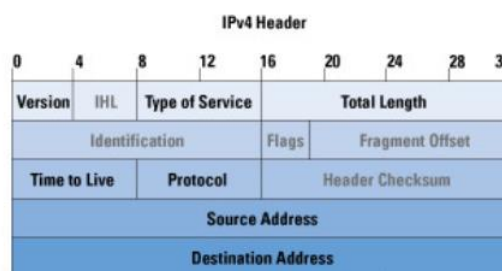 IPv4 Header
0 4 8 12 16 20 24 28
Version IHL Type of Service Total Length
Identification Flags Fragment Offset
Time to Live Protocol Header Checksum
Source Address
Destination Address